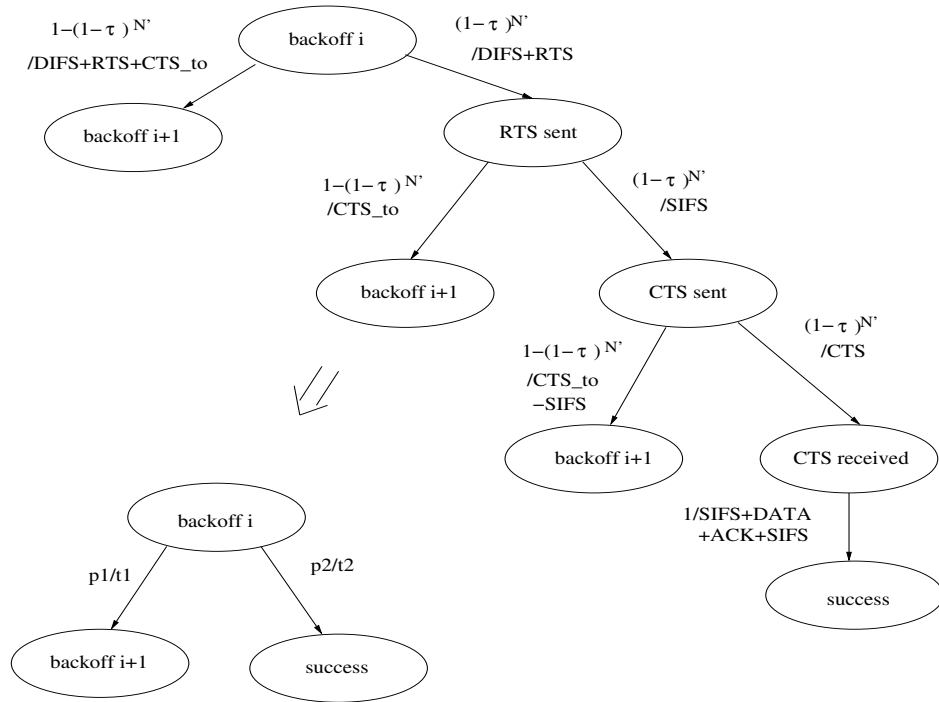 1−(1−τ)^N'
/DIFS+RTS+CTS_to
backoff i
(1−τ)^N'
/DIFS+RTS
backoff i+1
RTS sent
1−(1−τ)^N'
/CTS_to
(1−τ)^N'
/SIFS
backoff i+1
CTS sent
1−(1−τ)^N'
/CTS_to
−SIFS
(1−τ)^N'
/CTS
backoff i+1
CTS received
1/SIFS+DATA
+ACK+SIFS
success
backoff i
p1/t1
p2/t2
backoff i+1
success